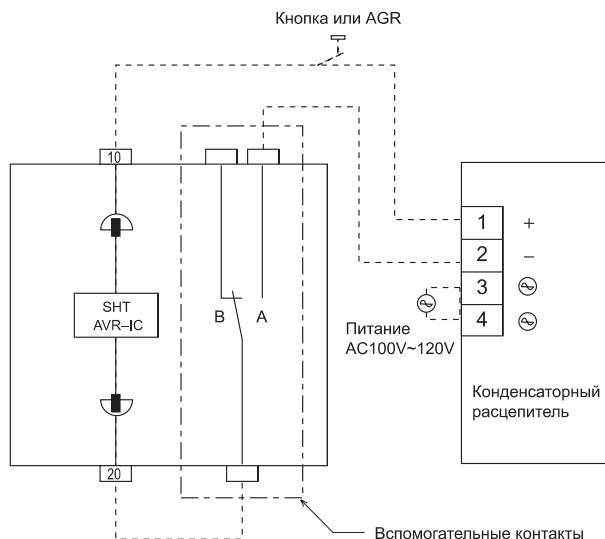 Кнопка или AGR
10
1 +
2 –
3
4
SHT
AVR–IC
B A
Питание
AC100V~120V
Конденсаторный
расцепитель
20
Вспомогательные контакты